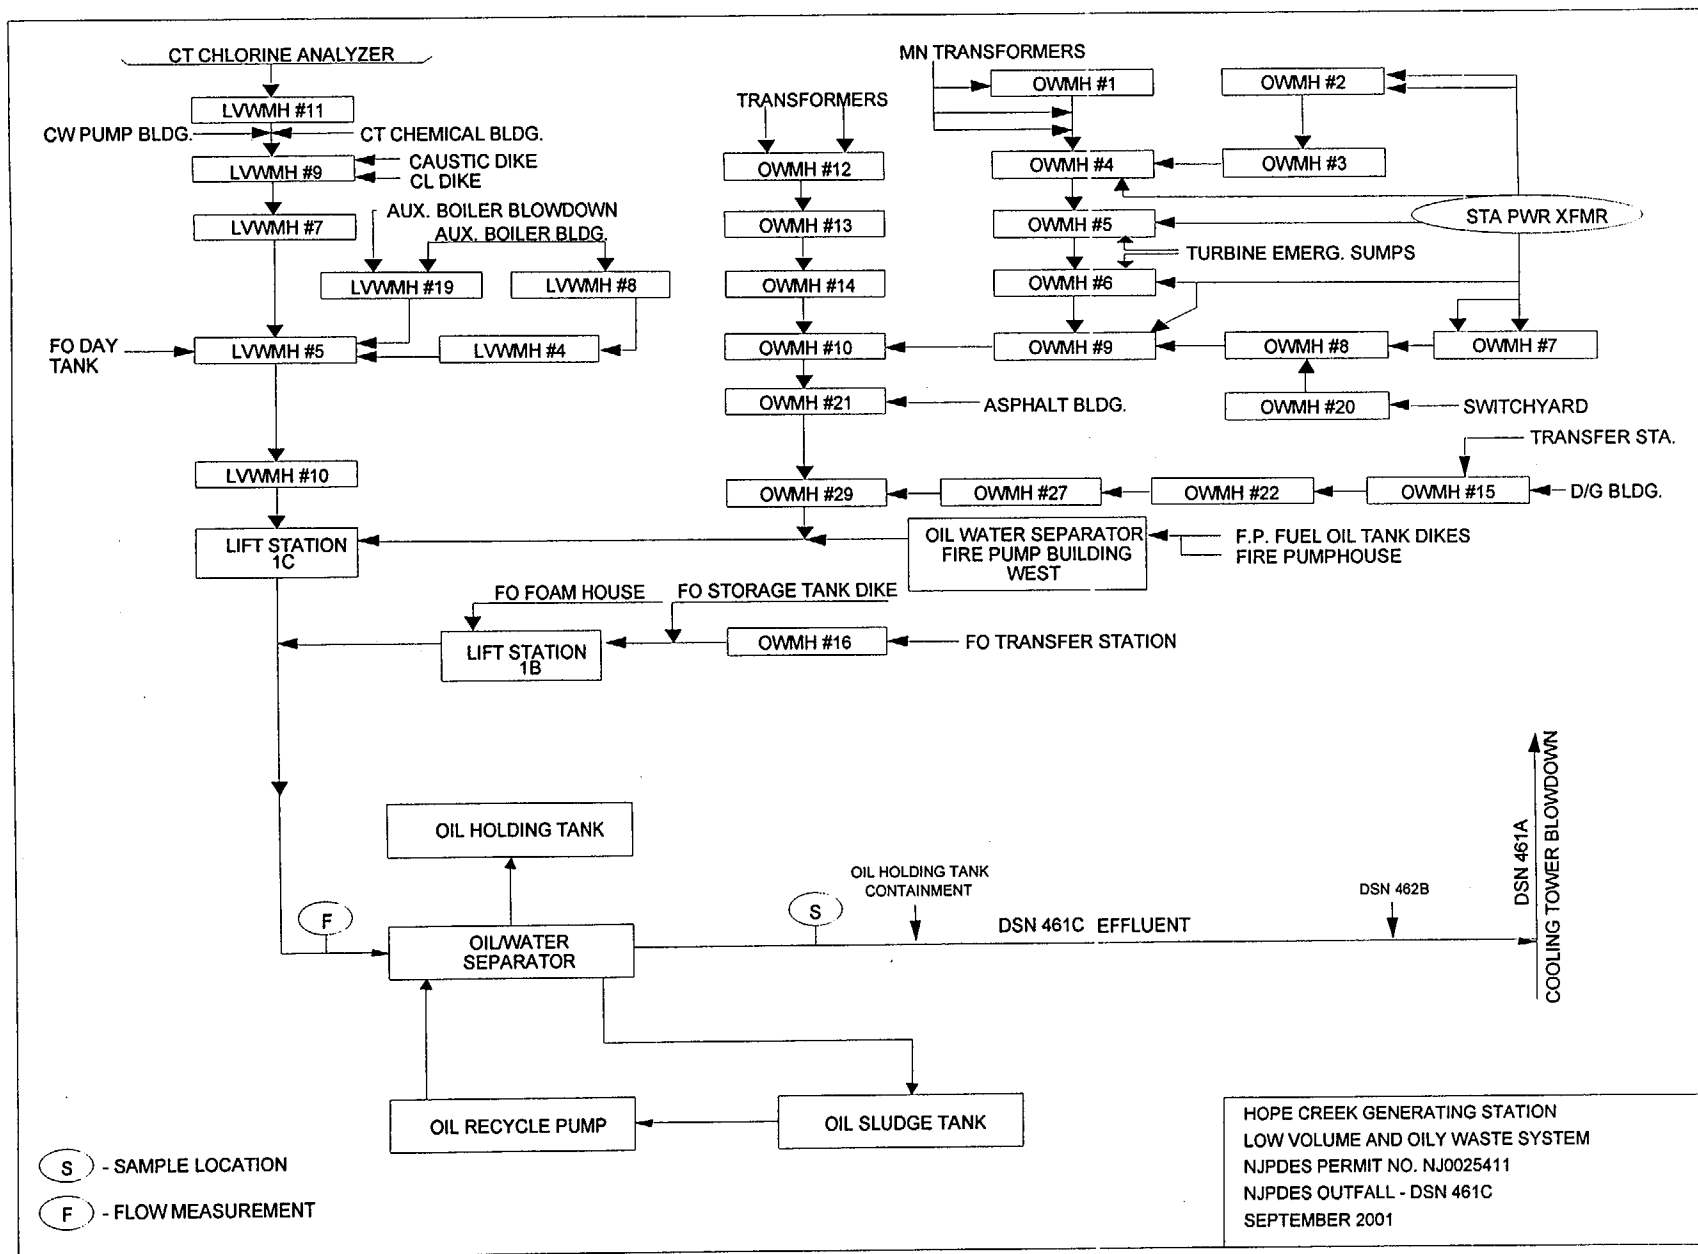 CT CHLORINE ANALYZER
LVWMH #11
CW PUMP BLDG.
CT CHEMICAL BLDG.
LVWMH #9
CAUSTIC DIKE
CL DIKE
LVWMH #7
AUX. BOILER BLOWDOWN
AUX. BOILER BLDG.
LVWMH #19
LVWMH #8
FO DAY
TANK
LVWMH #5
LVWMH #4
LVWMH #10
LIFT STATION
1C
TRANSFORMERS
OWMH #12
OWMH #13
OWMH #14
OWMH #10
OWMH #21
ASPHALT BLDG.
OWMH #29
MN TRANSFORMERS
OWMH #1
OWMH #2
OWMH #4
OWMH #3
OWMH #5
STA PWR XFMR
TURBINE EMERG. SUMPS
OWMH #6
OWMH #9
OWMH #8
OWMH #7
OWMH #20
SWITCHYARD
TRANSFER STA.
OWMH #27
OWMH #22
OWMH #15
D/G BLDG.
OIL WATER SEPARATOR
FIRE PUMP BUILDING
WEST
F.P. FUEL OIL TANK DIKES
FIRE PUMPHOUSE
FO FOAM HOUSE
FO STORAGE TANK DIKE
LIFT STATION
1B
OWMH #16
FO TRANSFER STATION
OIL HOLDING TANK
F
OIL/WATER
SEPARATOR
S
OIL HOLDING TANK
CONTAINMENT
DSN 461C EFFLUENT
DSN 462B
DSN 461A
COOLING TOWER BLOWDOWN
OIL RECYCLE PUMP
OIL SLUDGE TANK
S - SAMPLE LOCATION
F - FLOW MEASUREMENT
HOPE CREEK GENERATING STATION
LOW VOLUME AND OILY WASTE SYSTEM
NJPDES PERMIT NO. NJ0025411
NJPDES OUTFALL - DSN 461C
SEPTEMBER 2001